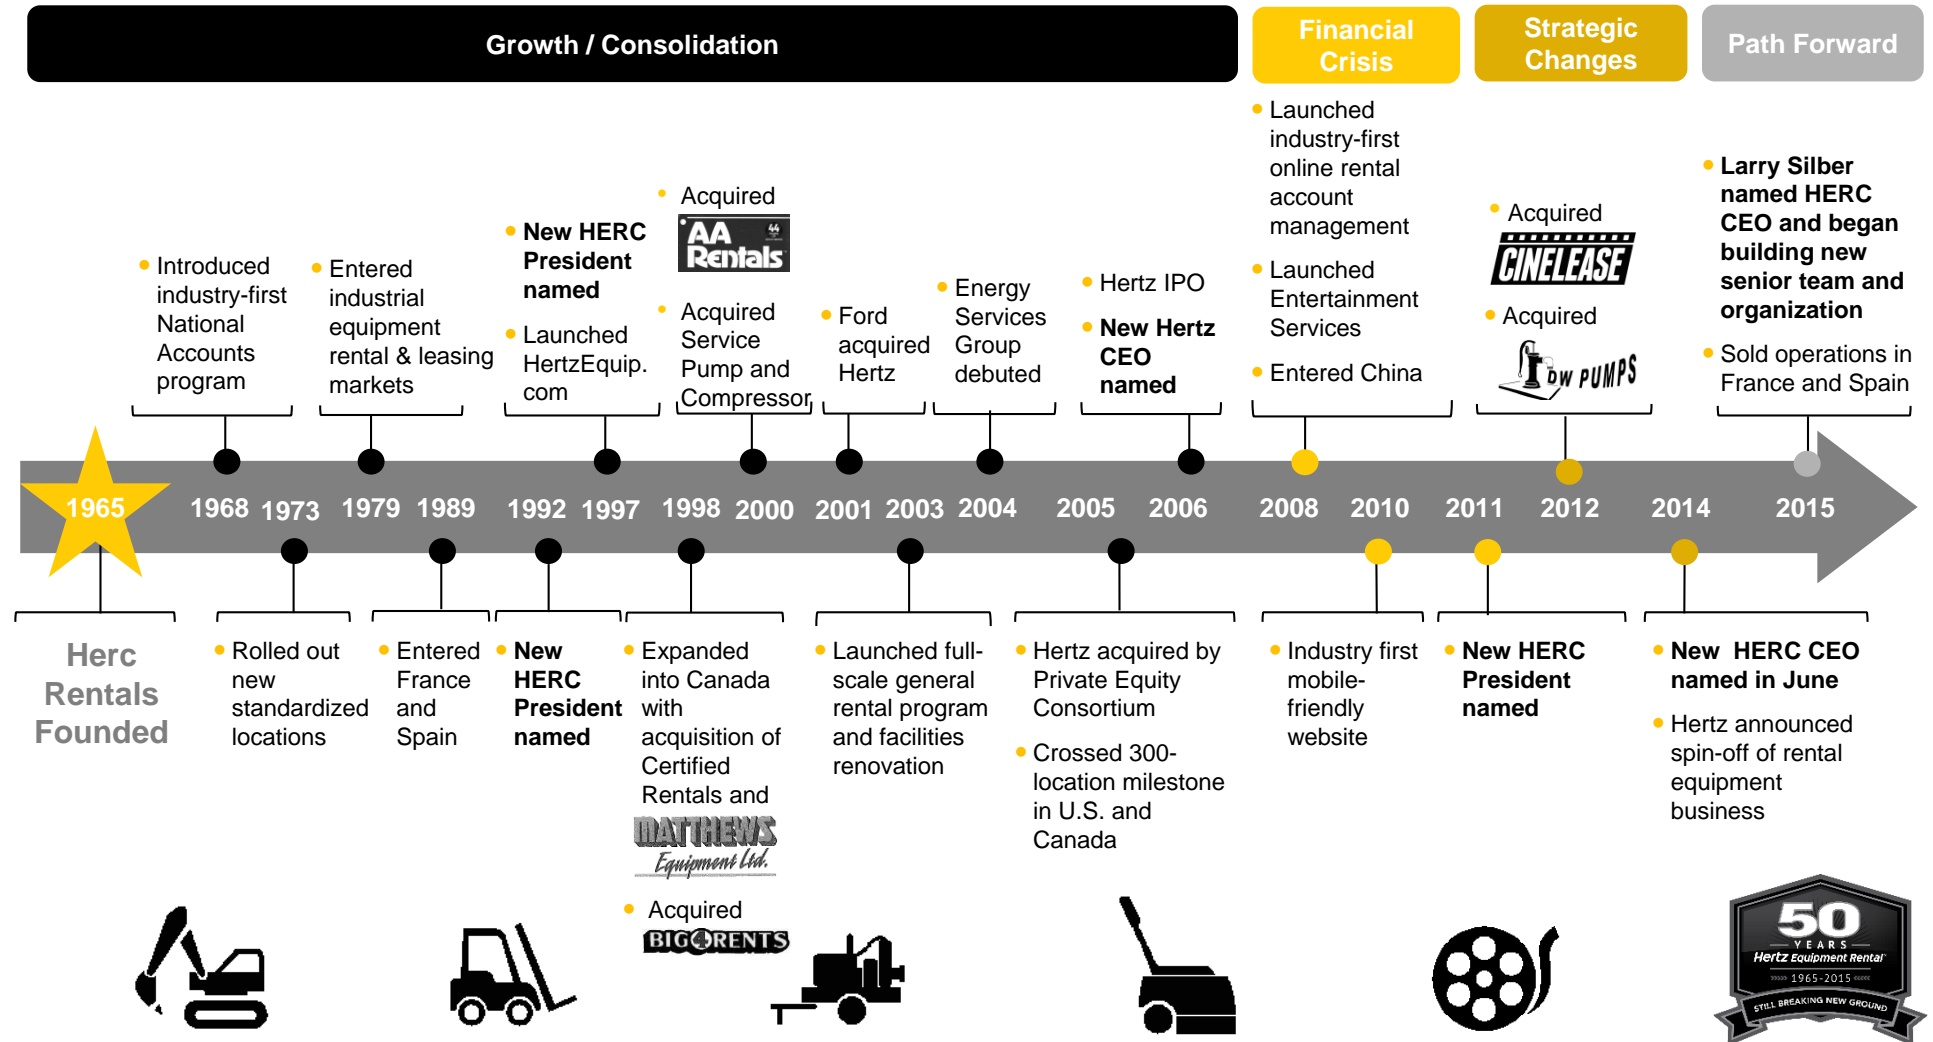 Growth / Consolidation
Financial
Crisis
Strategic
Changes
Path Forward
Introduced
industry-first
National
Accounts
program
Entered
industrial
equipment
rental & leasing
markets
New HERC
President
named
Launched
HertzEquip.
com
Acquired
AA
44
Rentals
Acquired
Service
Pump and
Compressor
Ford
acquired
Hertz
Energy
Services
Group
debuted
Hertz IPO
New Hertz
CEO
named
Launched
industry-first
online rental
account
management
Launched
Entertainment
Services
Entered China
Acquired
CINELEASE
Acquired
DW PUMPS
Larry Silber
named HERC
CEO and began
building new
senior team and
organization
Sold operations in
France and Spain
1965 1968 1973 1979 1989 1992 1997 1998 2000 2001 2003 2004 2005 2006 2008 2010 2011 2012 2014 2015
Herc
Rentals
Founded
Rolled out
new
standardized
locations
Entered
France
and
Spain
New
HERC
President
named
Expanded
into Canada
with
acquisition of
Certified
Rentals and
MATTHEWS
Equipment Ltd.
Acquired
BIG4RENTS
Launched full-
scale general
rental program
and facilities
renovation
Hertz acquired by
Private Equity
Consortium
Crossed 300-
location milestone
in U.S. and
Canada
Industry first
mobile-
friendly
website
New HERC
President
named
New HERC CEO
named in June
Hertz announced
spin-off of rental
equipment
business
50
YEARS
Hertz Equipment Rental
1965-2015
STILL BREAKING NEW GROUND